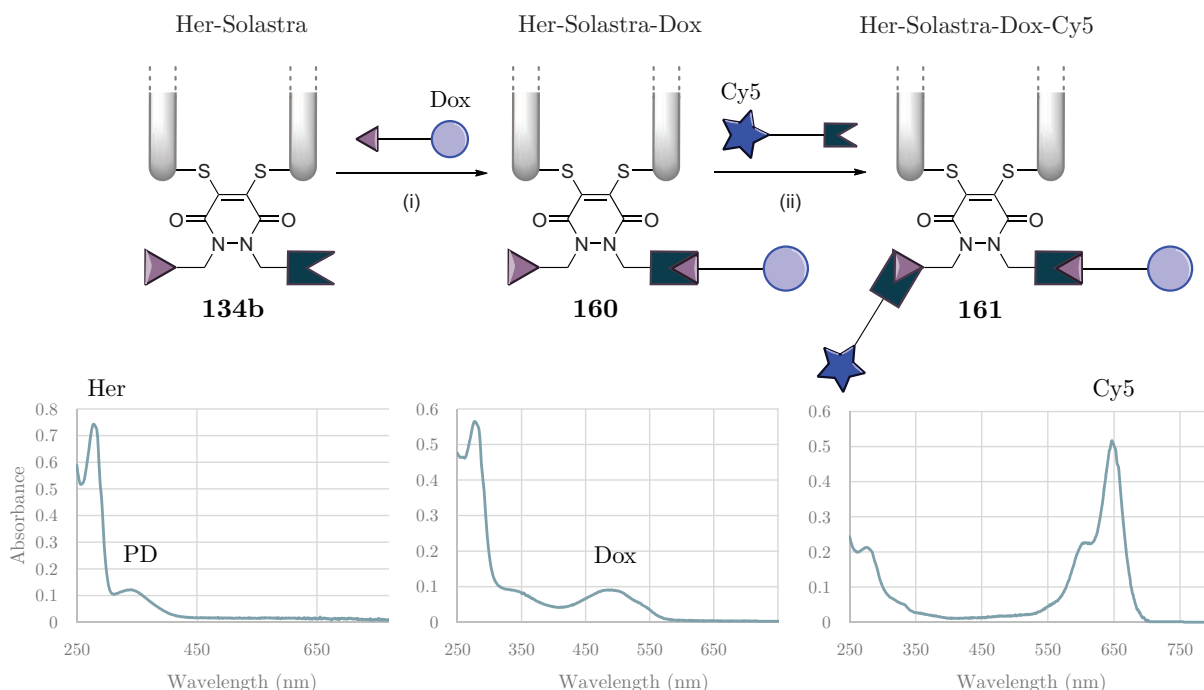 Her-Solastra
Her-Solastra-Dox
Her-Solastra-Dox-Cy5
Dox
Cy5
(i)
(ii)
S S
O O
N N
134b
S S
O O
N N
160
S S
O O
N N
161
Her
PD
Absorbance
0.8
0.7
0.6
0.5
0.4
0.3
0.2
0.1
0
250 450 650
Wavelength (nm)
Dox
0.6
0.5
0.4
0.3
0.2
0.1
0
250 350 450 550 650 750
Wavelength (nm)
Cy5
0.6
0.5
0.4
0.3
0.2
0.1
0
250 350 450 550 650 750
Wavelength (nm)